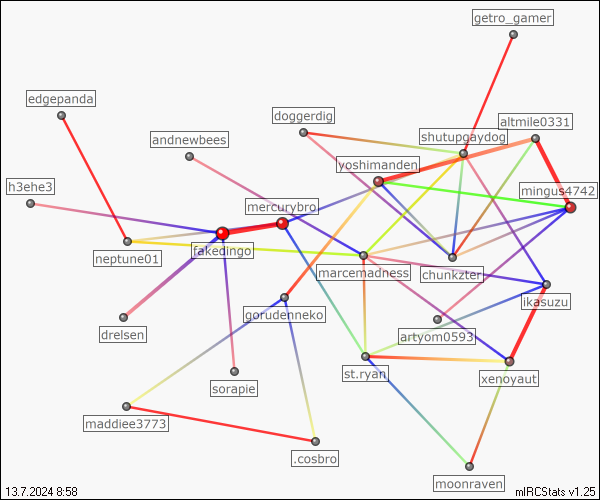 getro_gamer
edgepanda
doggerdig
altmile0331
andnewbees
shutupgaydog
yoshimanden
h3ehe3
mingus4742
mercurybro
fakedingo
neptune01
marcemadness
chunkzter
ikasuzu
gorudenneko
drelsen
artyom0593
st.ryan
xenoyaut
sorapie
maddiee3773
.cosbro
moonraven
13.7.2024 8:58
mIRCStats v1.25